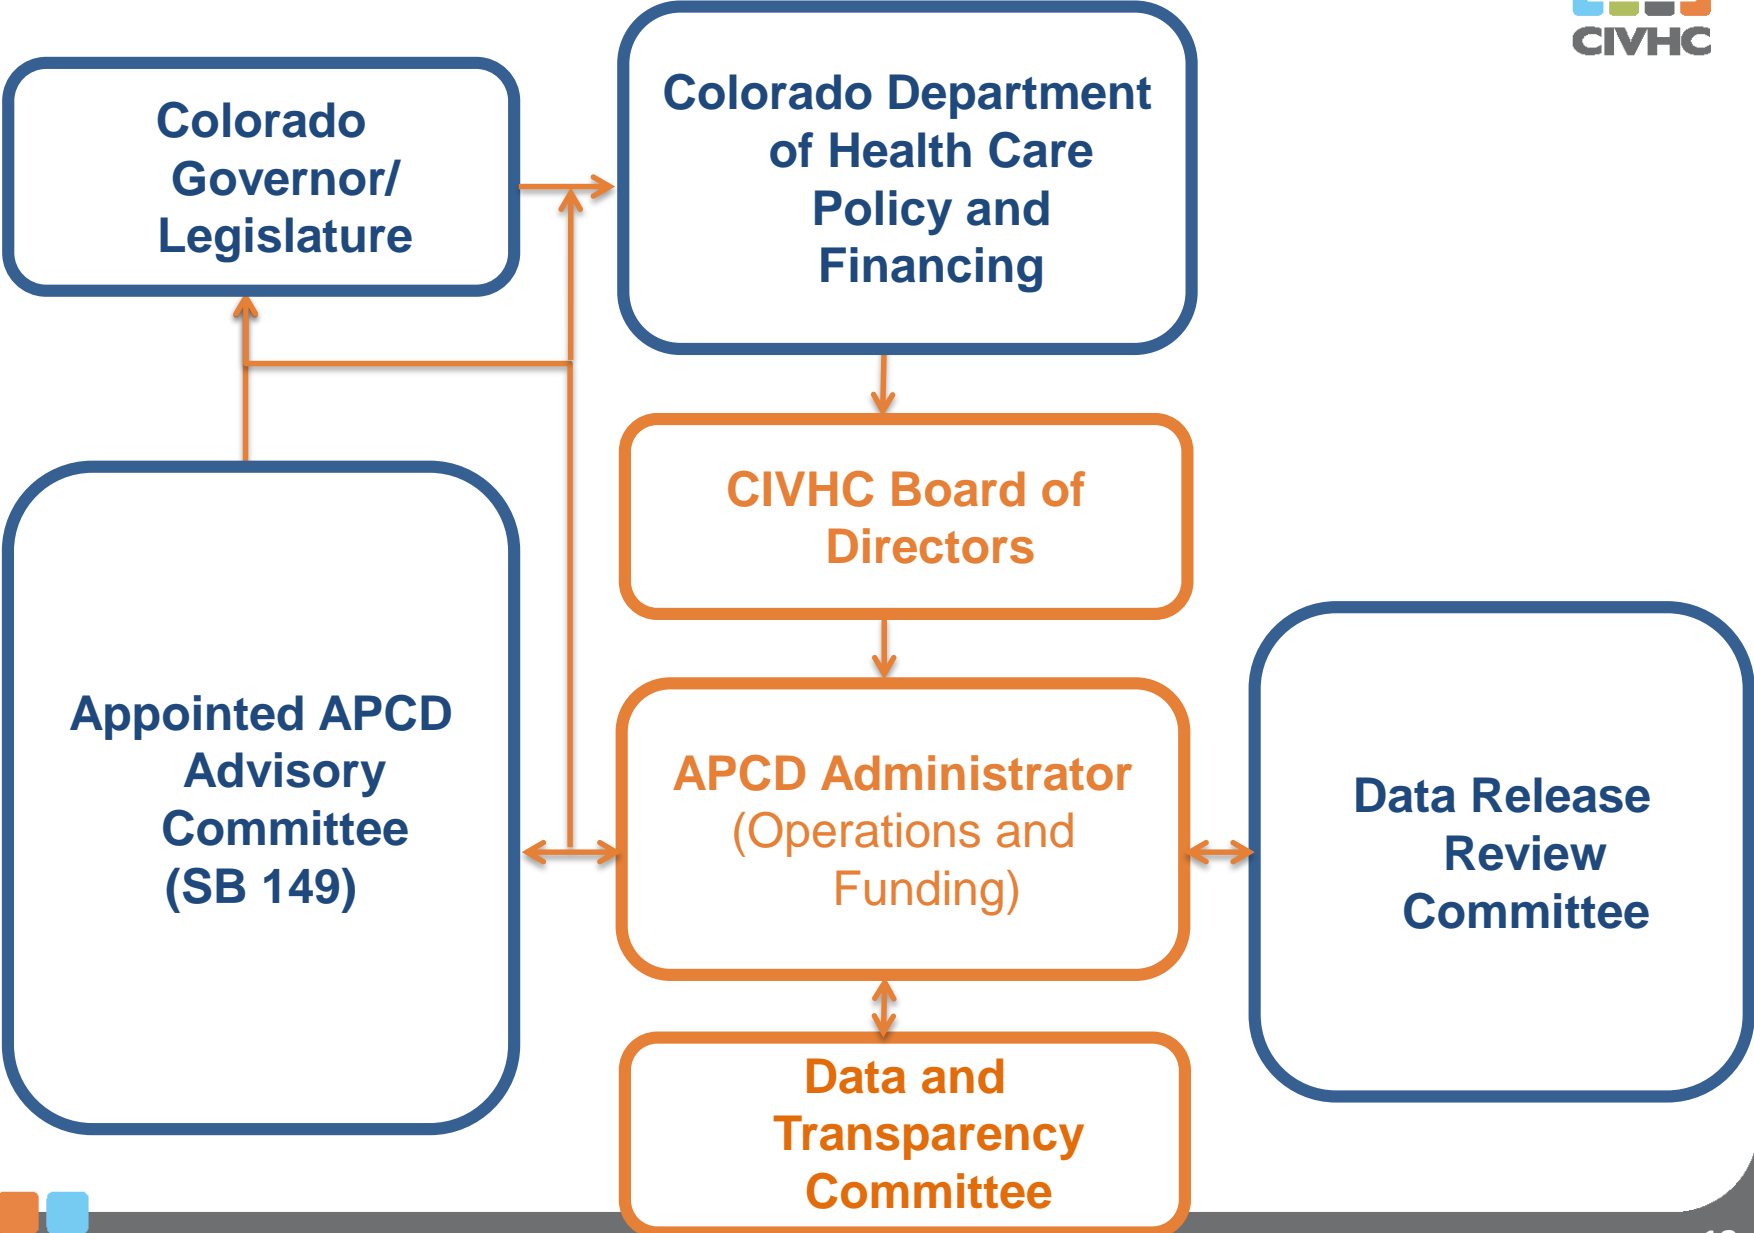 CIVHC
Colorado
Governor/
Legislature
Colorado Department
of Health Care
Policy and
Financing
CIVHC Board of
Directors
Appointed APCD
Advisory
Committee
(SB 149)
APCD Administrator
(Operations and
Funding)
Data Release
Review
Committee
Data and
Transparency
Committee